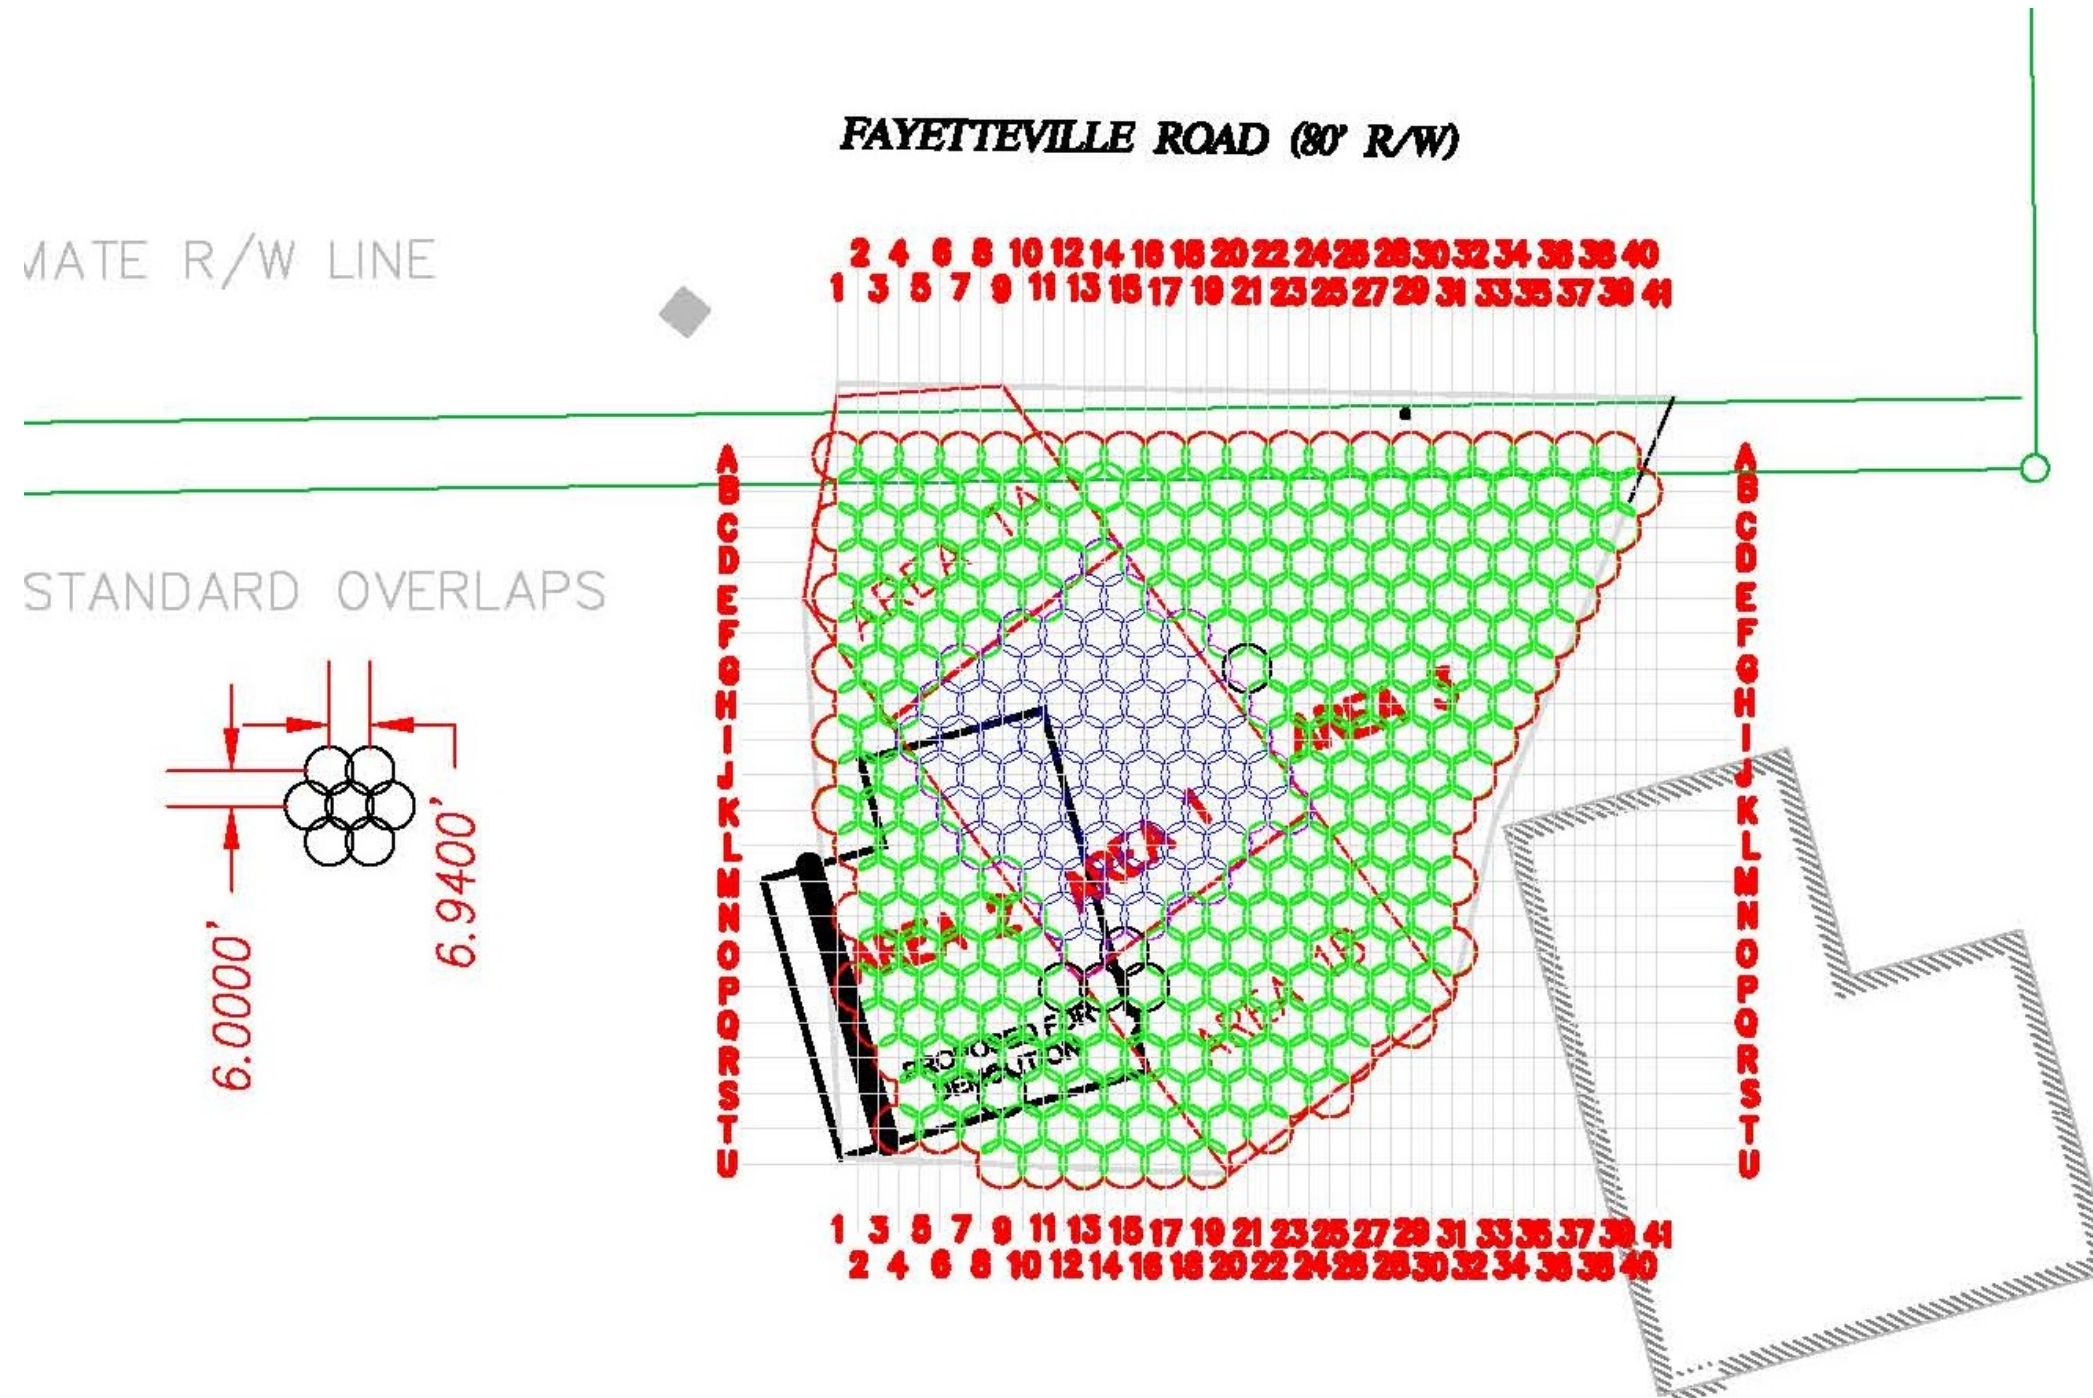 FAYETTEVILLE ROAD (80' R/W)
MATE R/W LINE
2 4 6 8 10 12 14 16 18 20 22 24 26 28 30 32 34 36 38 40
1 3 5 7 9 11 13 15 17 19 21 23 25 27 29 31 33 35 37 39 41
A
B
C
D
E
F
G
H
I
J
K
L
M
N
O
P
Q
R
S
T
U
A
B
C
D
E
F
G
H
I
J
K
L
M
N
O
P
Q
R
S
T
U
AREA 1A
STANDARD OVERLAPS
AREA 3
AREA 1
6.9400'
6.0000'
AREA 2
AREA 1B
PROPOSED FOR
DEMOLITION
1 3 5 7 9 11 13 15 17 19 21 23 25 27 29 31 33 35 37 39 41
2 4 6 8 10 12 14 16 18 20 22 24 26 28 30 32 34 36 38 40